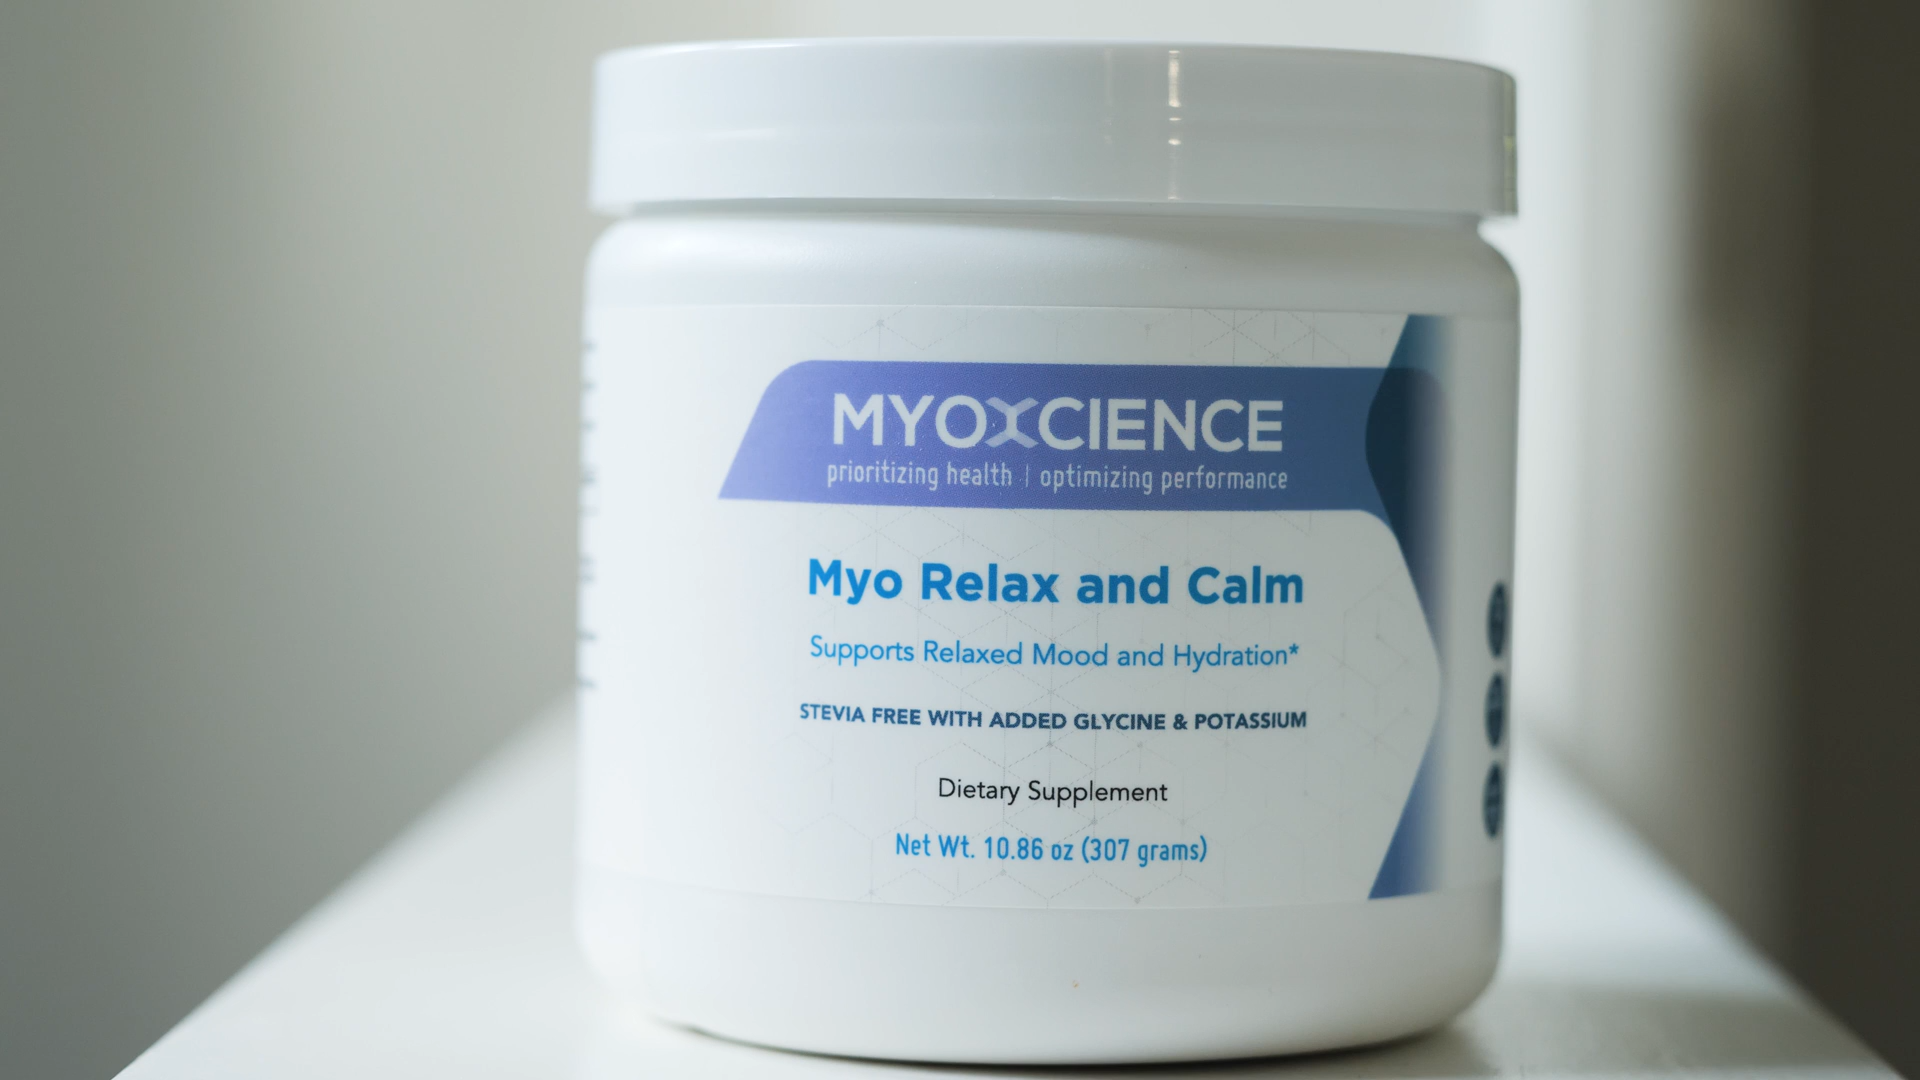 MYOXCIENCE
prioritizing health | optimizing performance
Myo Relax and Calm
Supports Relaxed Mood and Hydration*
STEVIA FREE WITH ADDED GLYCINE & POTASSIUM
Dietary Supplement
Net Wt. 10.86 oz (307 grams)